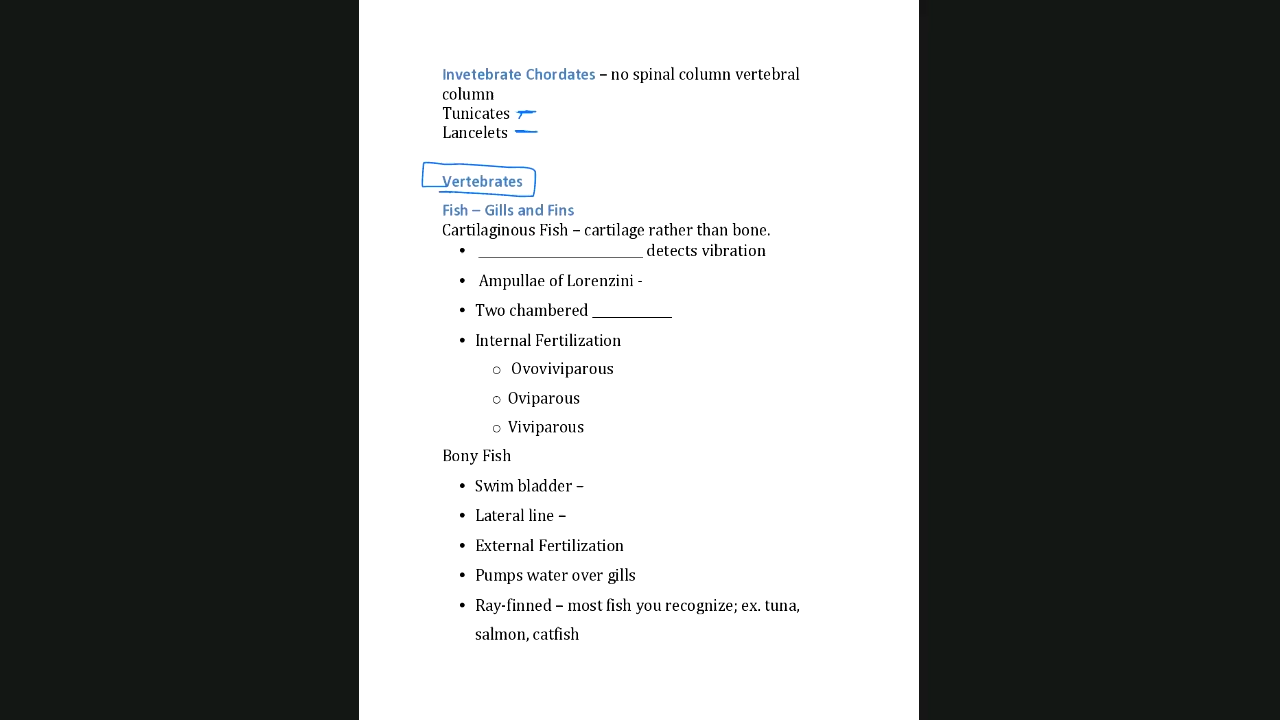 Invetebrate Chordates – no spinal column vertebral
column
Tunicates
Lancelets
Vertebrates
Fish – Gills and Fins
Cartilaginous Fish – cartilage rather than bone.
• ____________________ detects vibration
• Ampullae of Lorenzini -
• Two chambered __________
• Internal Fertilization
○ Ovoviviparous
○ Oviparous
○ Viviparous
Bony Fish
• Swim bladder –
• Lateral line –
• External Fertilization
• Pumps water over gills
• Ray-finned – most fish you recognize; ex. tuna,
salmon, catfish